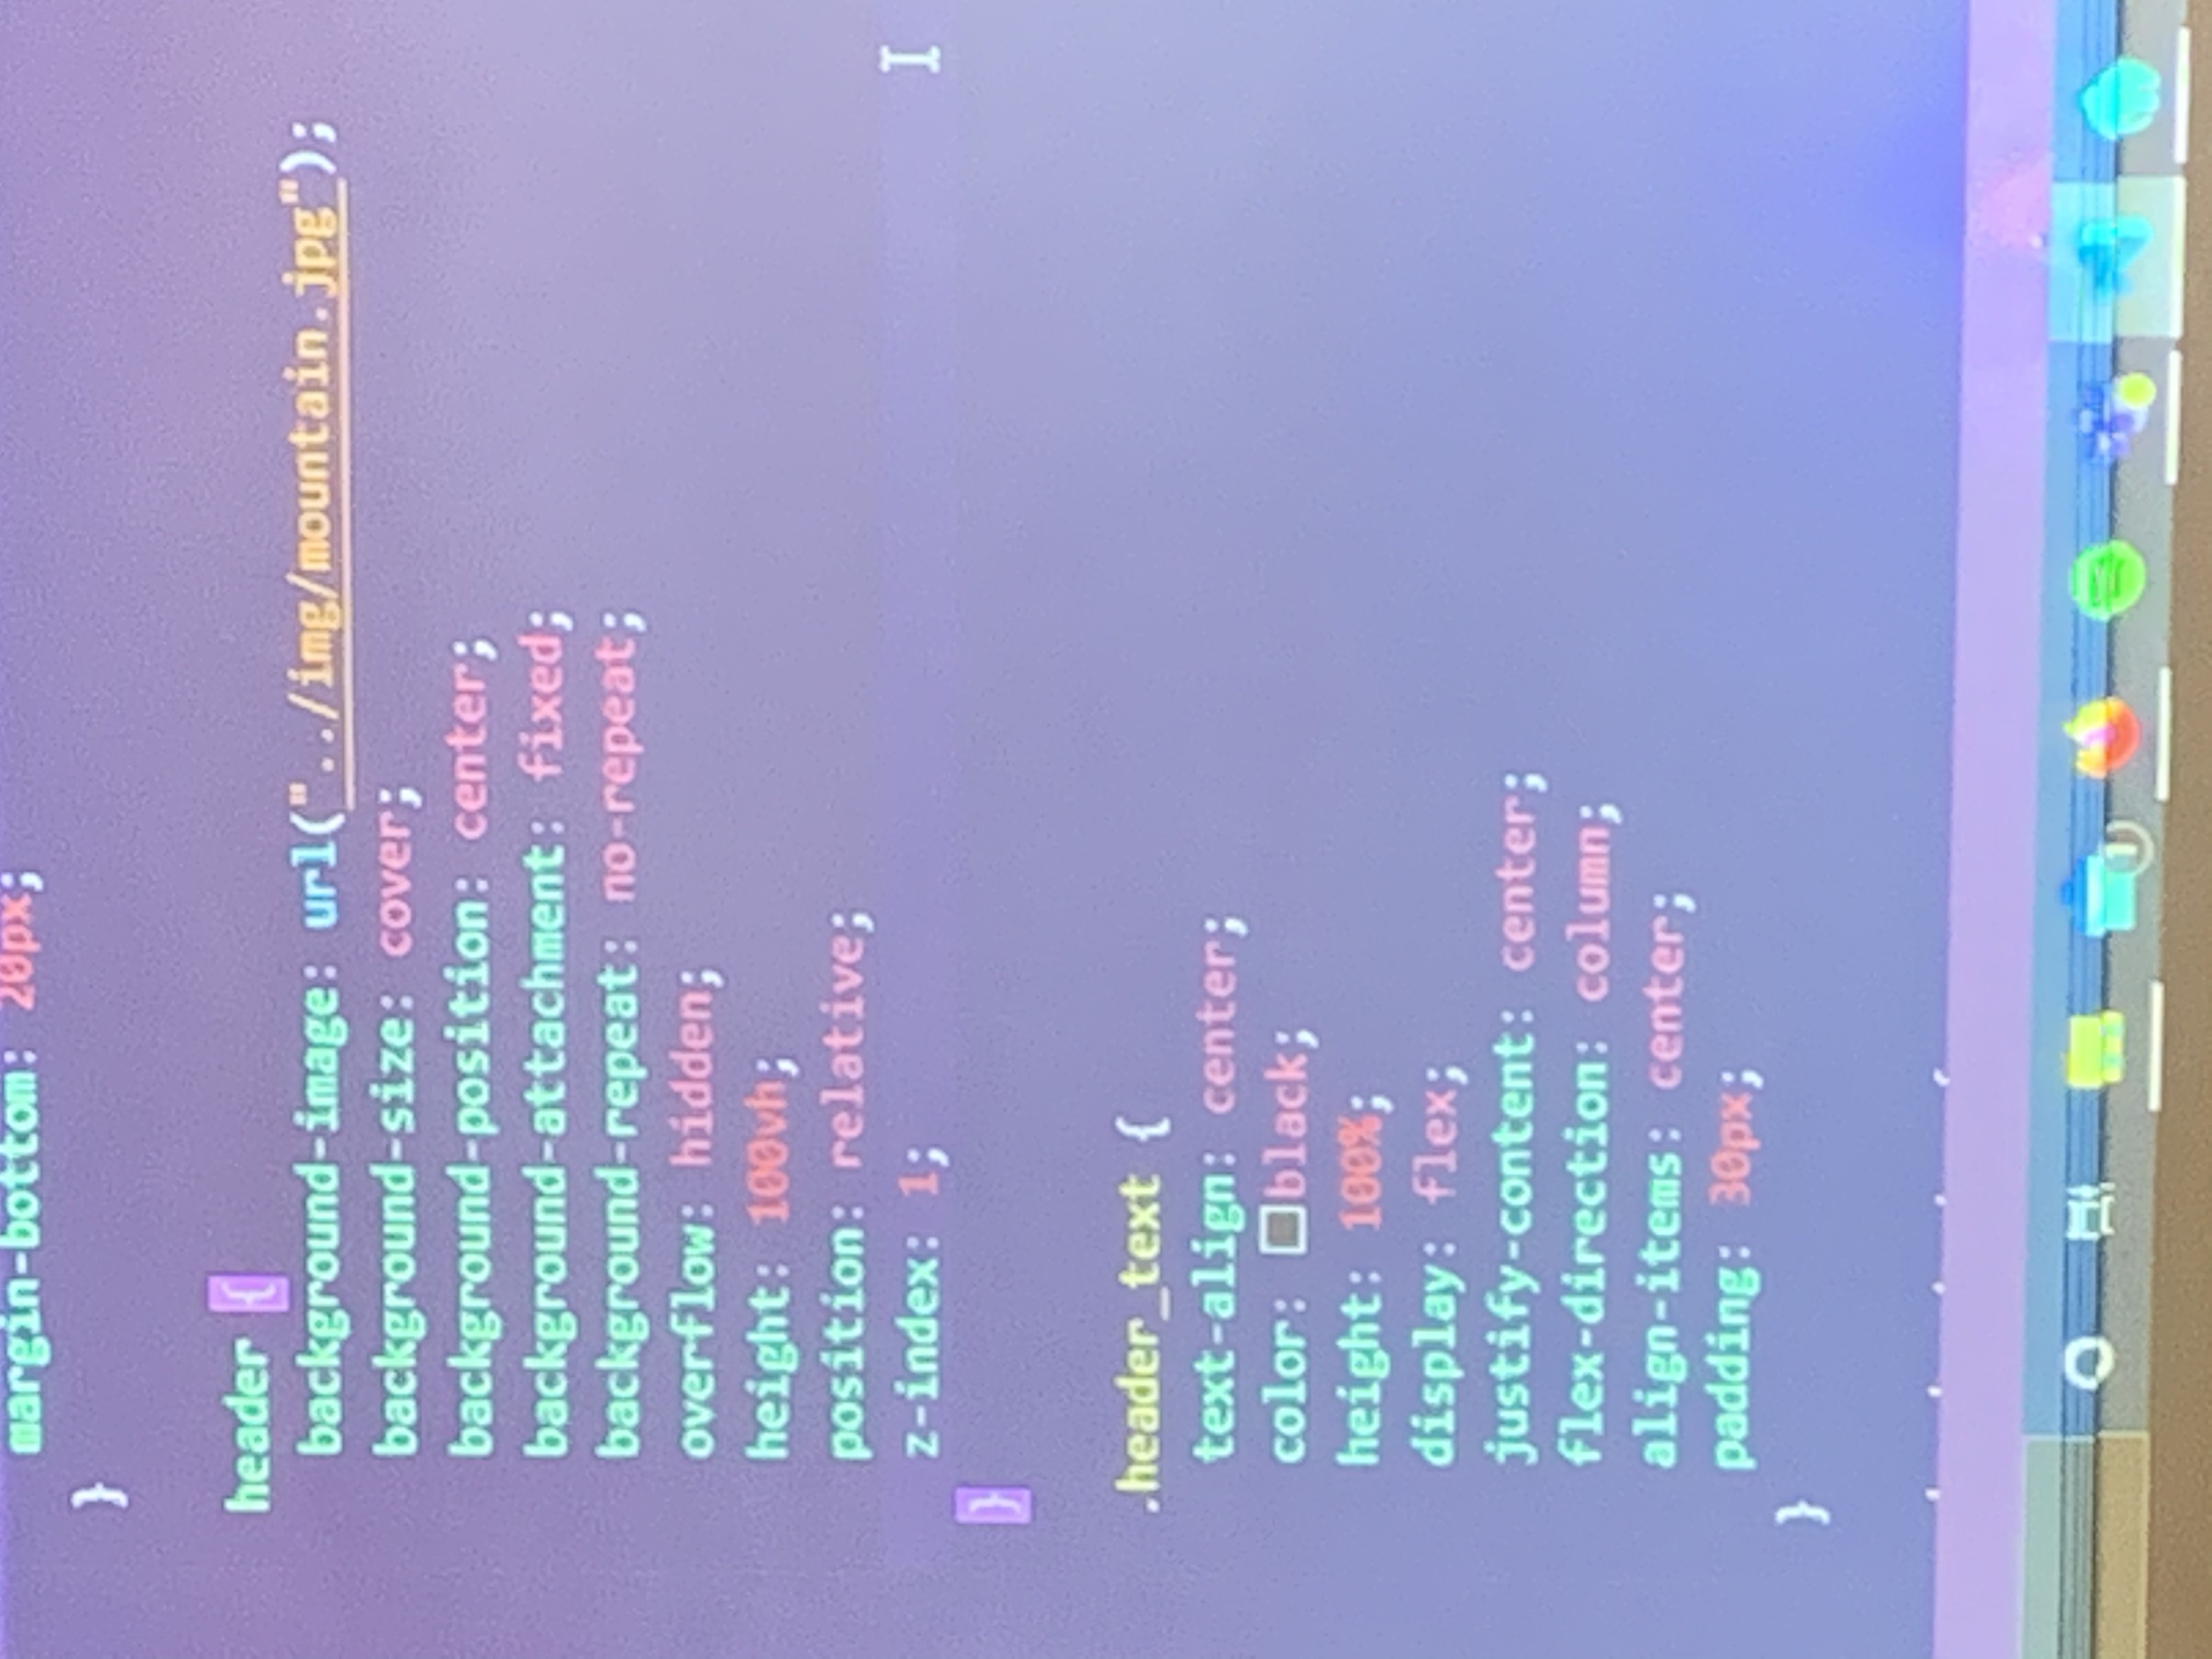 margin-bottom: 20px;
}
header {
background-image: url("../img/mountain.jpg");
background-size: cover;
background-position: center;
background-attachment: fixed;
background-repeat: no-repeat;
overflow: hidden;
height: 100vh;
position: relative;
z-index: 1;
}
.header_text {
text-align: center;
color: black;
height: 100%;
display: flex;
justify-content: center;
flex-direction: column;
align-items: center;
padding: 30px;
}
1